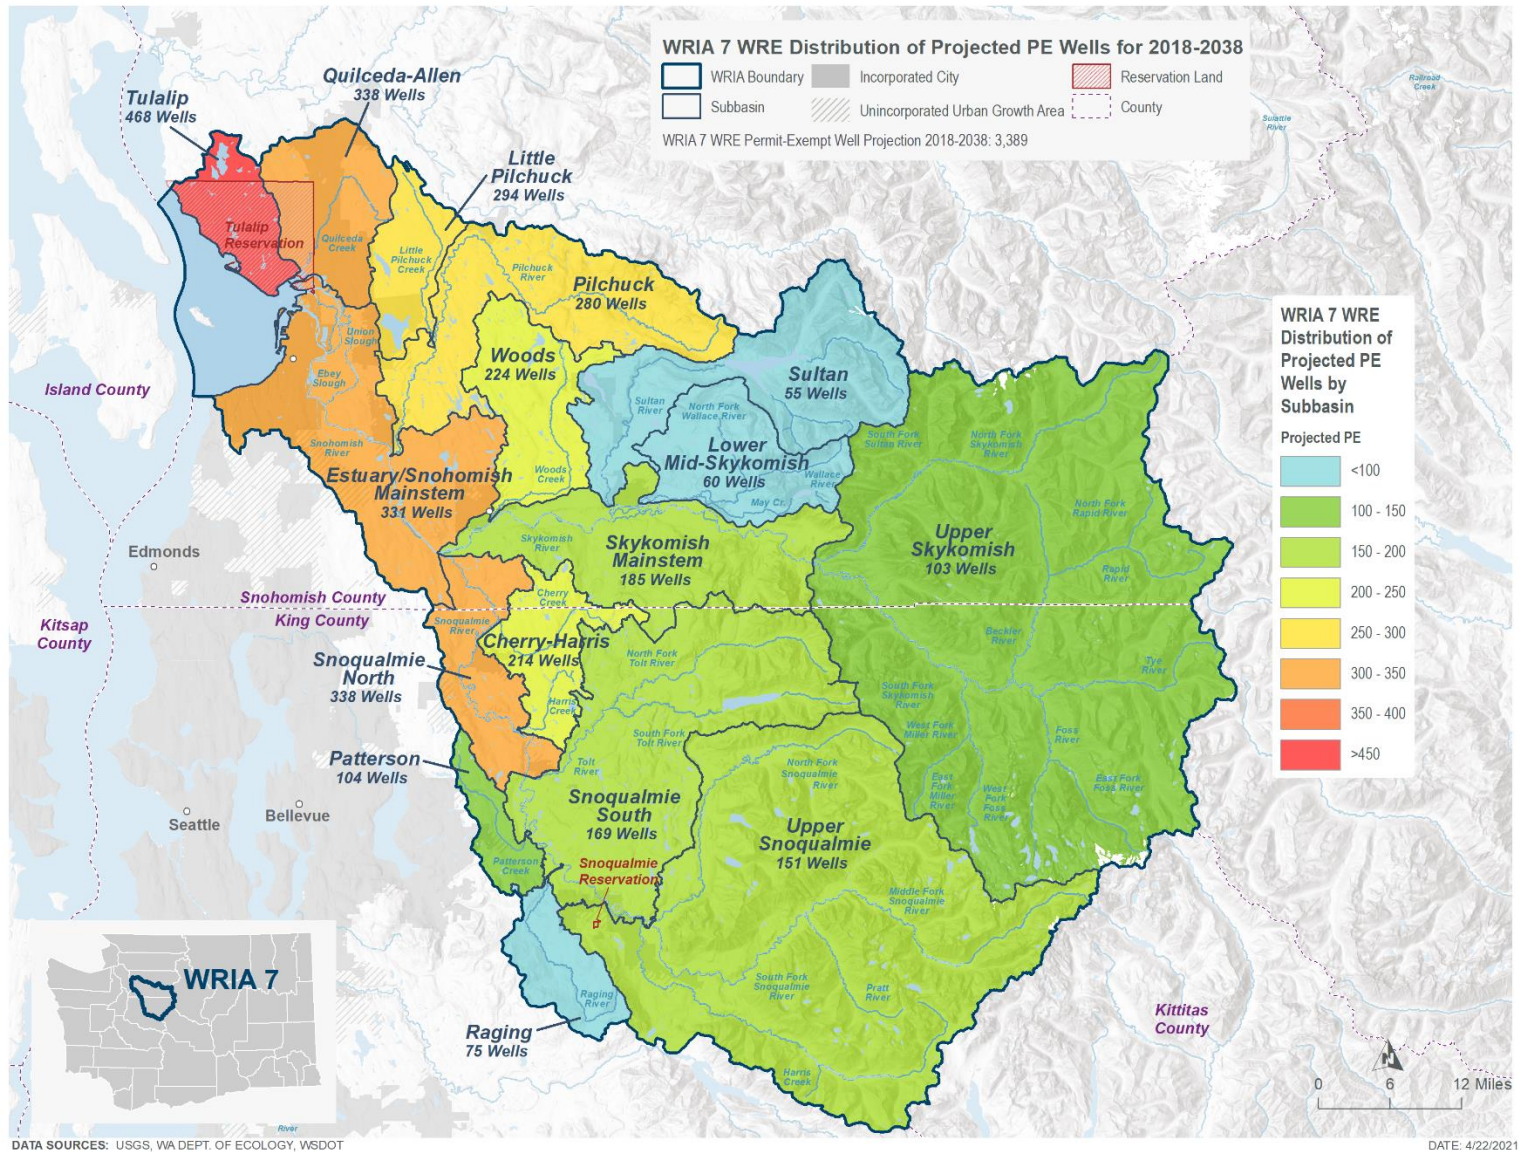 WRIA 7 WRE Distribution of Projected PE Wells for 2018-2038
WRIA Boundary
Incorporated City
Reservation Land
Subbasin
Unincorporated Urban Growth Area
County
WRIA 7 WRE Permit-Exempt Well Projection 2018-2038: 3,389
Railroad
Creek
Suiattle
River
Quilceda-Allen
338 Wells
Tulalip
468 Wells
Little
Pilchuck
294 Wells
Tulalip
Reservation
Quilceda
Creek
Little
Pilchuck
Creek
Pilchuck
River
Pilchuck
280 Wells
Union
Slough
Ebey
Slough
Woods
224 Wells
Sultan
55 Wells
Sultan
River
North Fork
Wallace River
Island County
Snohomish
River
Lower
Mid-Skykomish
60 Wells
Wallace
River
May Cr.
South Fork
Sultan River
North Fork
Skykomish
River
Woods
Creek
Estuary/Snohomish
Mainstem
331 Wells
North Fork
Rapid River
Upper
Skykomish
103 Wells
Skykomish
River
Skykomish
Mainstem
185 Wells
Rapid
River
Edmonds
Snohomish County
King County
Kitsap
County
Cherry
Creek
Snoqualmie
River
Cherry-Harris
214 Wells
Beckler
River
Tye
River
North Fork
Tolt River
Snoqualmie
North
338 Wells
Harris
Creek
South Fork
Skykomish
River
West Fork
Miller River
Foss
River
South Fork
Tolt River
Patterson
104 Wells
Tolt
River
North Fork
Snoqualmie
River
East
Fork
Miller
River
West
Fork
Foss
River
East Fork
Foss River
Seattle
Bellevue
Snoqualmie
South
169 Wells
Upper
Snoqualmie
151 Wells
Patterson
Creek
Snoqualmie
Reservation
Middle Fork
Snoqualmie
River
South Fork
Snoqualmie
River
Pratt
River
Raging
River
Raging
75 Wells
Harris
Creek
Kittitas
County
WRIA 7 WRE
Distribution of
Projected PE
Wells by
Subbasin
Projected PE
<100
100 - 150
150 - 200
200 - 250
250 - 300
300 - 350
350 - 400
>450
WRIA 7
River
N
0 6 12 Miles
DATA SOURCES: USGS, WA DEPT. OF ECOLOGY, WSDOT
DATE: 4/22/2021